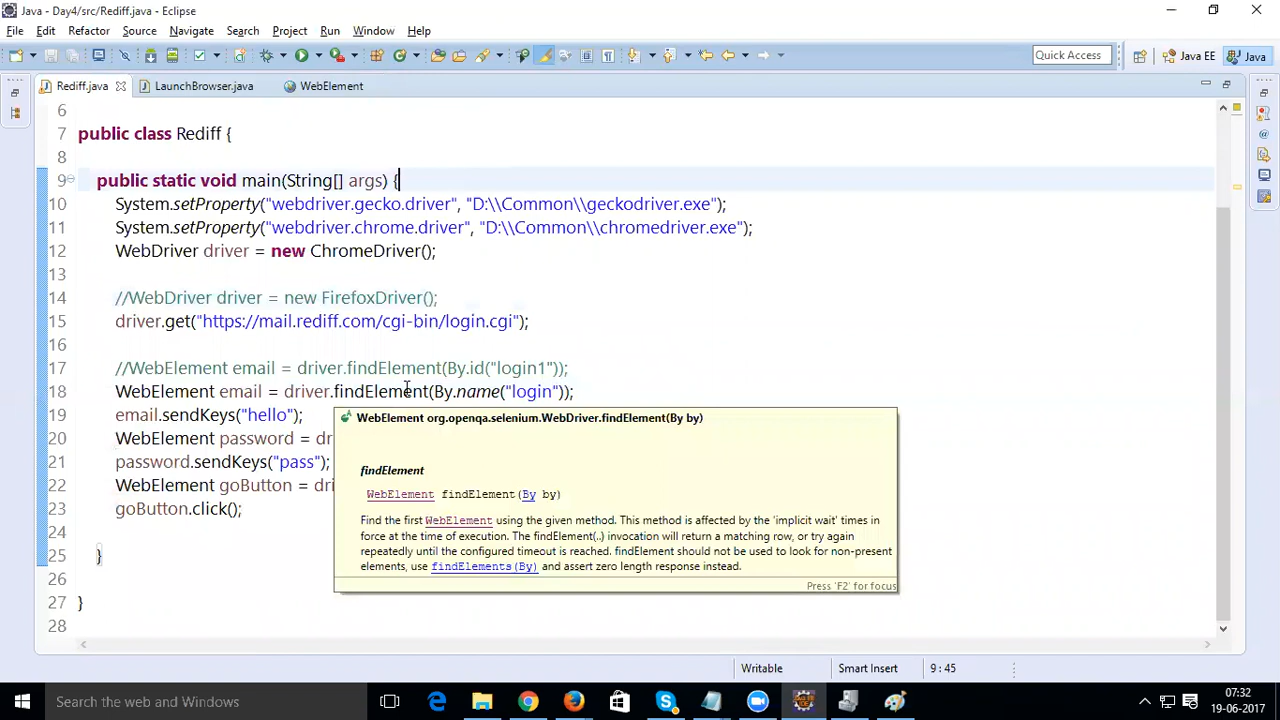 Java - Day4/src/Rediff.java - Eclipse
File Edit Refactor Source Navigate Search Project Run Window Help
Quick Access Java EE Java
Rediff.java LaunchBrowser.java WebElement
6
7 public class Rediff {
8
9 public static void main(String[] args) {
10 System.setProperty("webdriver.gecko.driver", "D:\\Common\\geckodriver.exe");
11 System.setProperty("webdriver.chrome.driver", "D:\\Common\\chromedriver.exe");
12 WebDriver driver = new ChromeDriver();
13
14 //WebDriver driver = new FirefoxDriver();
15 driver.get("https://mail.rediff.com/cgi-bin/login.cgi");
16
17 //WebElement email = driver.findElement(By.id("login1"));
18 WebElement email = driver.findElement(By.name("login"));
19 email.sendKeys("hello");
20 WebElement password = dr
21 password.sendKeys("pass");
22 WebElement goButton = dri
23 goButton.click();
24
25 }
26
27 }
28
WebElement org.openqa.selenium.WebDriver.findElement(By by)
findElement
WebElement findElement(By by)
Find the first WebElement using the given method. This method is affected by the 'implicit wait' times in
force at the time of execution. The findElement(..) invocation will return a matching row, or try again
repeatedly until the configured timeout is reached. findElement should not be used to look for non-present
elements, use findElements(By) and assert zero length response instead.
Press 'F2' for focus
Writable Smart Insert 9 : 45
Search the web and Windows
07:32
19-06-2017